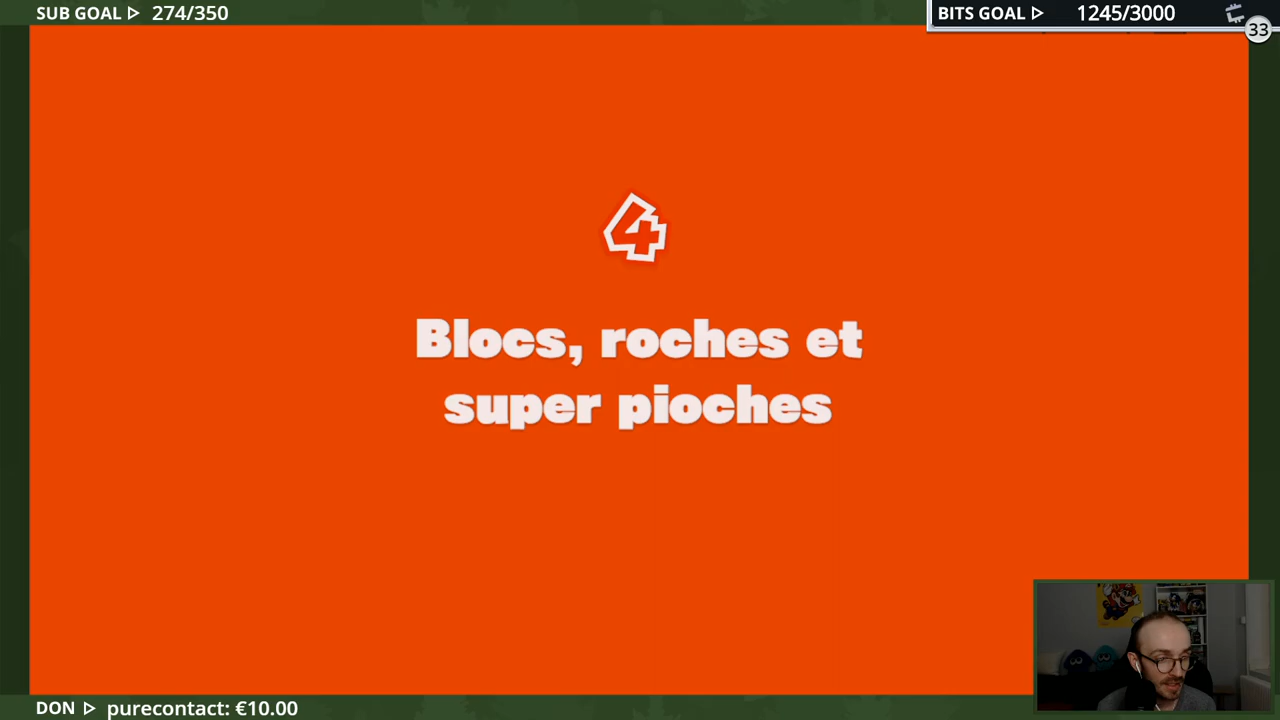 SUB GOAL ▷ 274/350
BITS GOAL ▷ 1245/3000
33
4
Blocs, roches et
super pioches
DON ▷ purecontact: €10.00